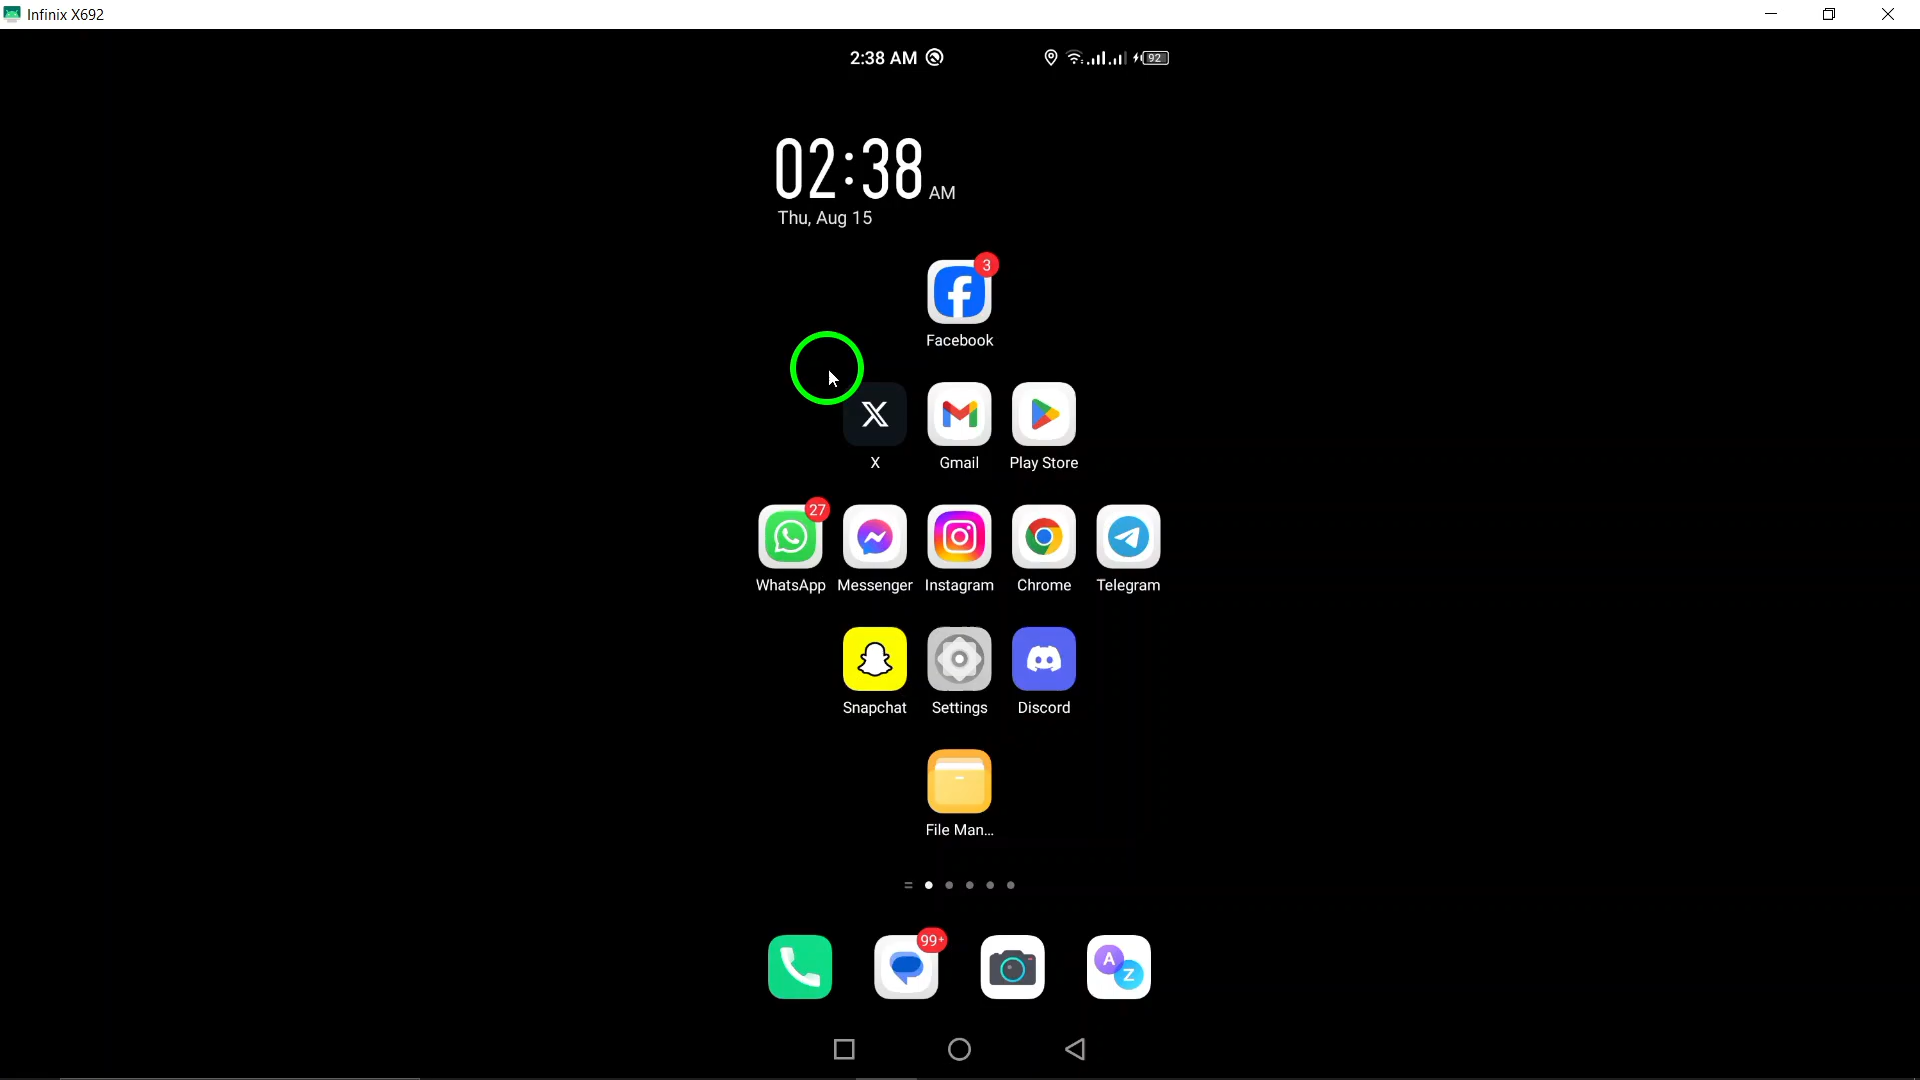 Infinix X692
2:38 AM
92
02:38 AM
Thu, Aug 15
3
Facebook
X Gmail Play Store
27
WhatsApp Messenger Instagram Chrome Telegram
Snapchat Settings Discord
File Man...
99+
A
Z